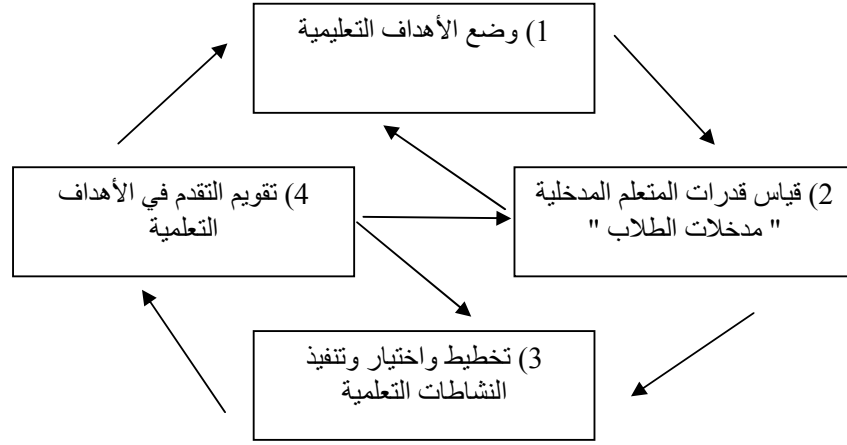 1) وضع الأهداف التعليمية
2) قياس قدرات المتعلم المدخلية
" مدخلات الطلاب "
3) تخطيط واختيار وتنفيذ
النشاطات التعلمية
4) تقويم التقدم في الأهداف
التعلمية